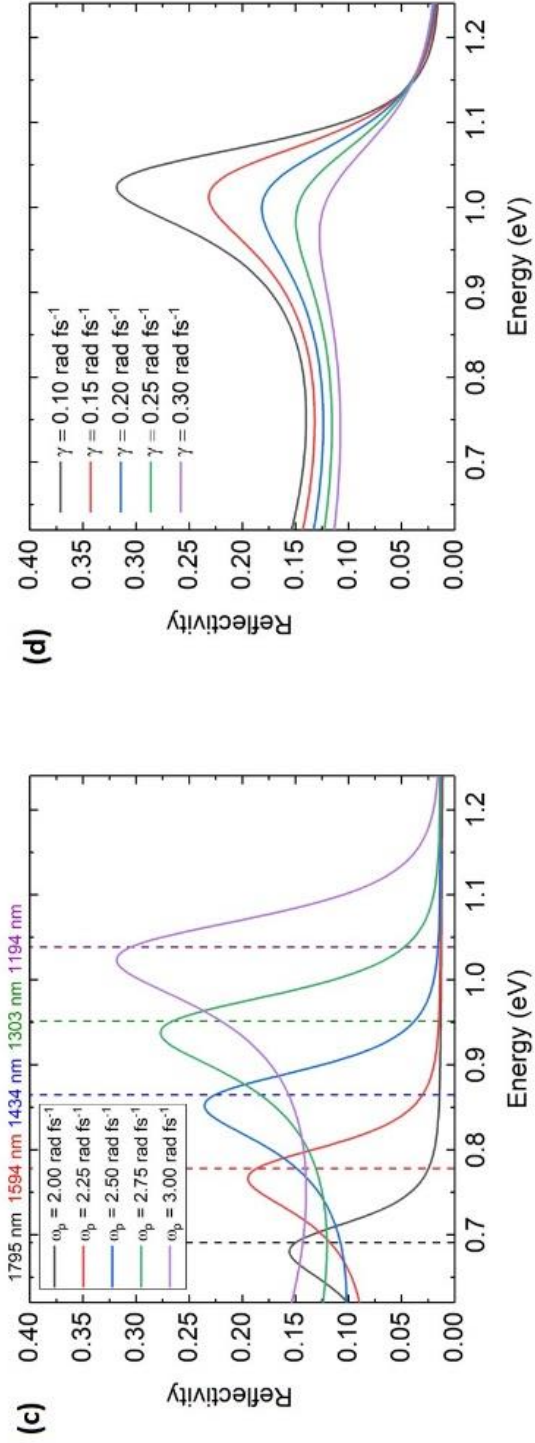 (c)
1795 nm 1594 nm 1434 nm 1303 nm 1194 nm
ωp = 2.00 rad fs-1
ωp = 2.25 rad fs-1
ωp = 2.50 rad fs-1
ωp = 2.75 rad fs-1
ωp = 3.00 rad fs-1
0.40
0.35
0.30
0.25
0.20
0.15
0.10
0.05
0.00
Reflectivity
0.7 0.8 0.9 1.0 1.1 1.2
Energy (eV)
(d)
γ = 0.10 rad fs-1
γ = 0.15 rad fs-1
γ = 0.20 rad fs-1
γ = 0.25 rad fs-1
γ = 0.30 rad fs-1
0.40
0.35
0.30
0.25
0.20
0.15
0.10
0.05
0.00
Reflectivity
0.7 0.8 0.9 1.0 1.1 1.2
Energy (eV)